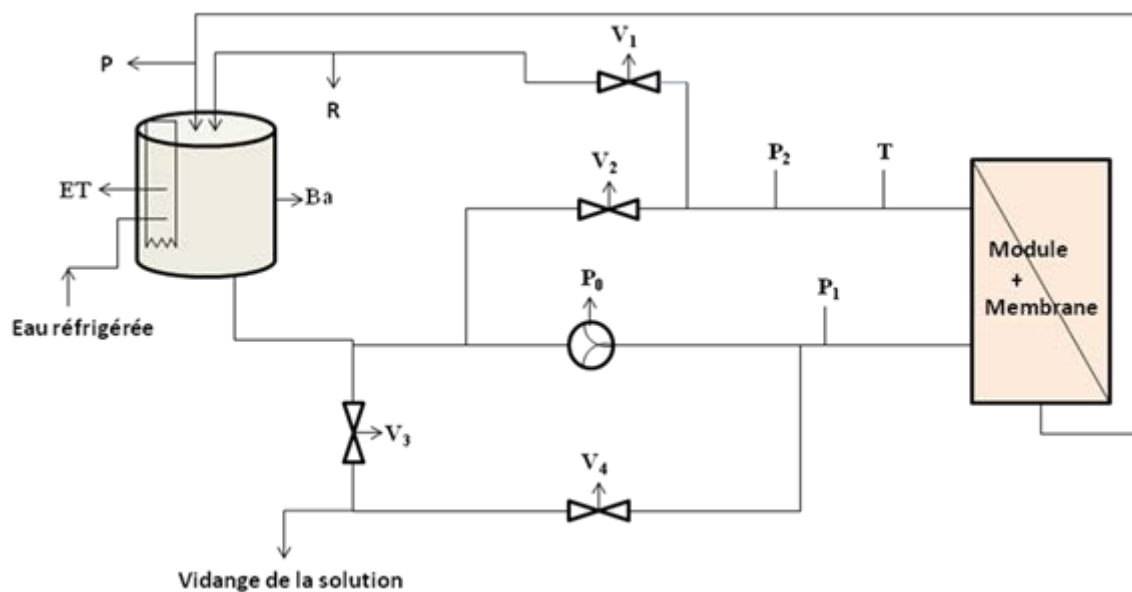 P
R
V₁
ET
Ba
V₂
P₂
T
Module
+
Membrane
Eau réfrigérée
P₀
P₁
V₃
V₄
Vidange de la solution